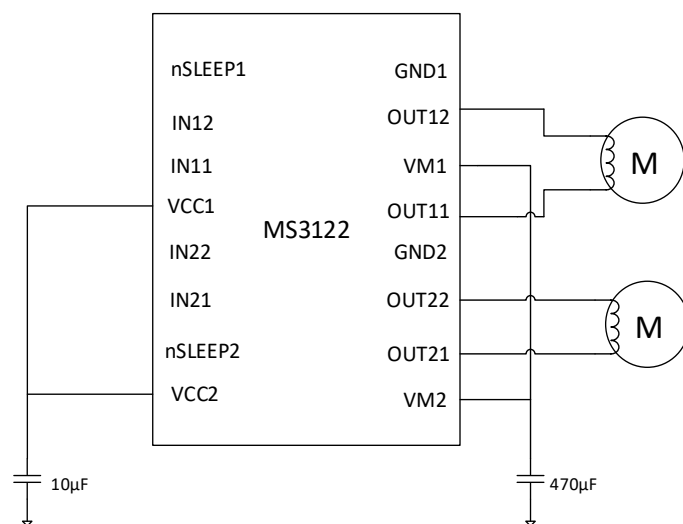 nSLEEP1
IN12
IN11
VCC1
IN22
IN21
nSLEEP2
VCC2
MS3122
GND1
OUT12
VM1
OUT11
GND2
OUT22
OUT21
VM2
M
M
10µF
470µF